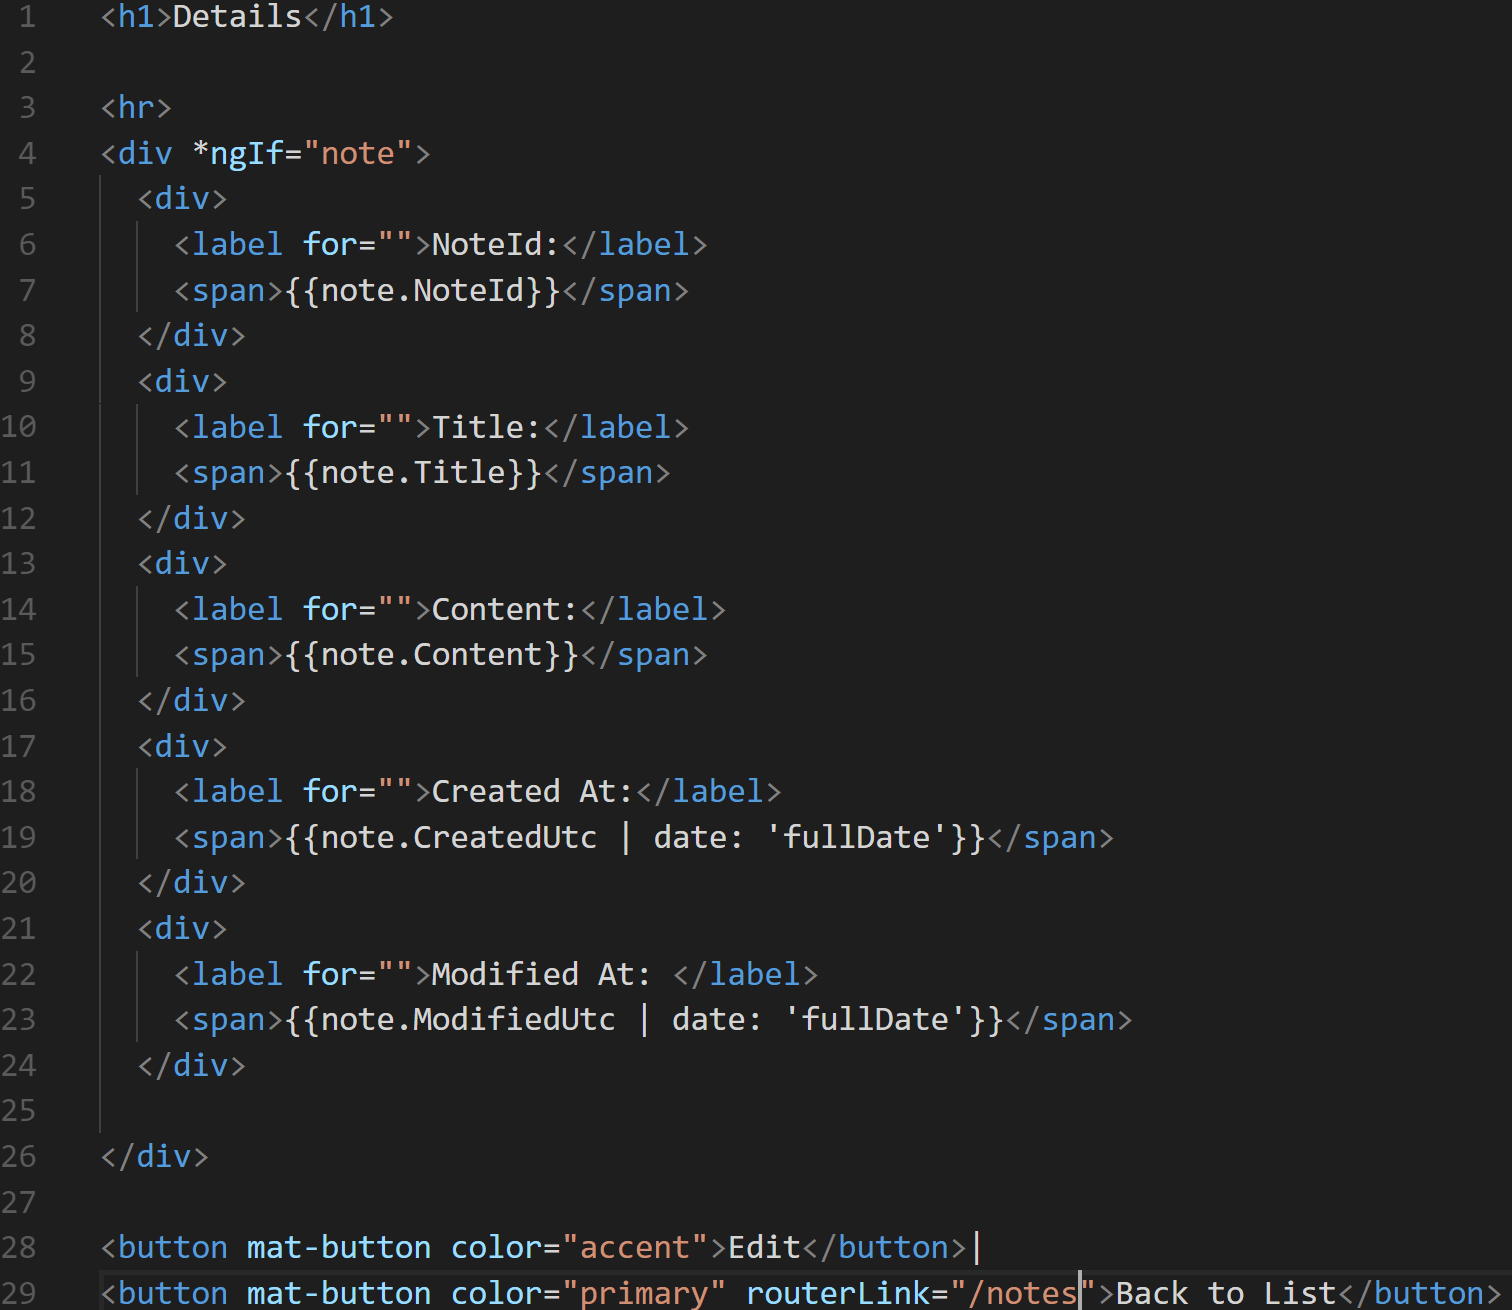 1 <h1>Details</h1>
2
3 <hr>
4 <div *ngIf="note">
5   <div>
6     <label for="">NoteId:</label>
7     <span>{{note.NoteId}}</span>
8   </div>
9   <div>
10     <label for="">Title:</label>
11     <span>{{note.Title}}</span>
12   </div>
13   <div>
14     <label for="">Content:</label>
15     <span>{{note.Content}}</span>
16   </div>
17   <div>
18     <label for="">Created At:</label>
19     <span>{{note.CreatedUtc | date: 'fullDate'}}</span>
20   </div>
21   <div>
22     <label for="">Modified At: </label>
23     <span>{{note.ModifiedUtc | date: 'fullDate'}}</span>
24   </div>
25
26 </div>
27
28 <button mat-button color="accent">Edit</button>|
29 <button mat-button color="primary" routerLink="/notes">Back to List</button>